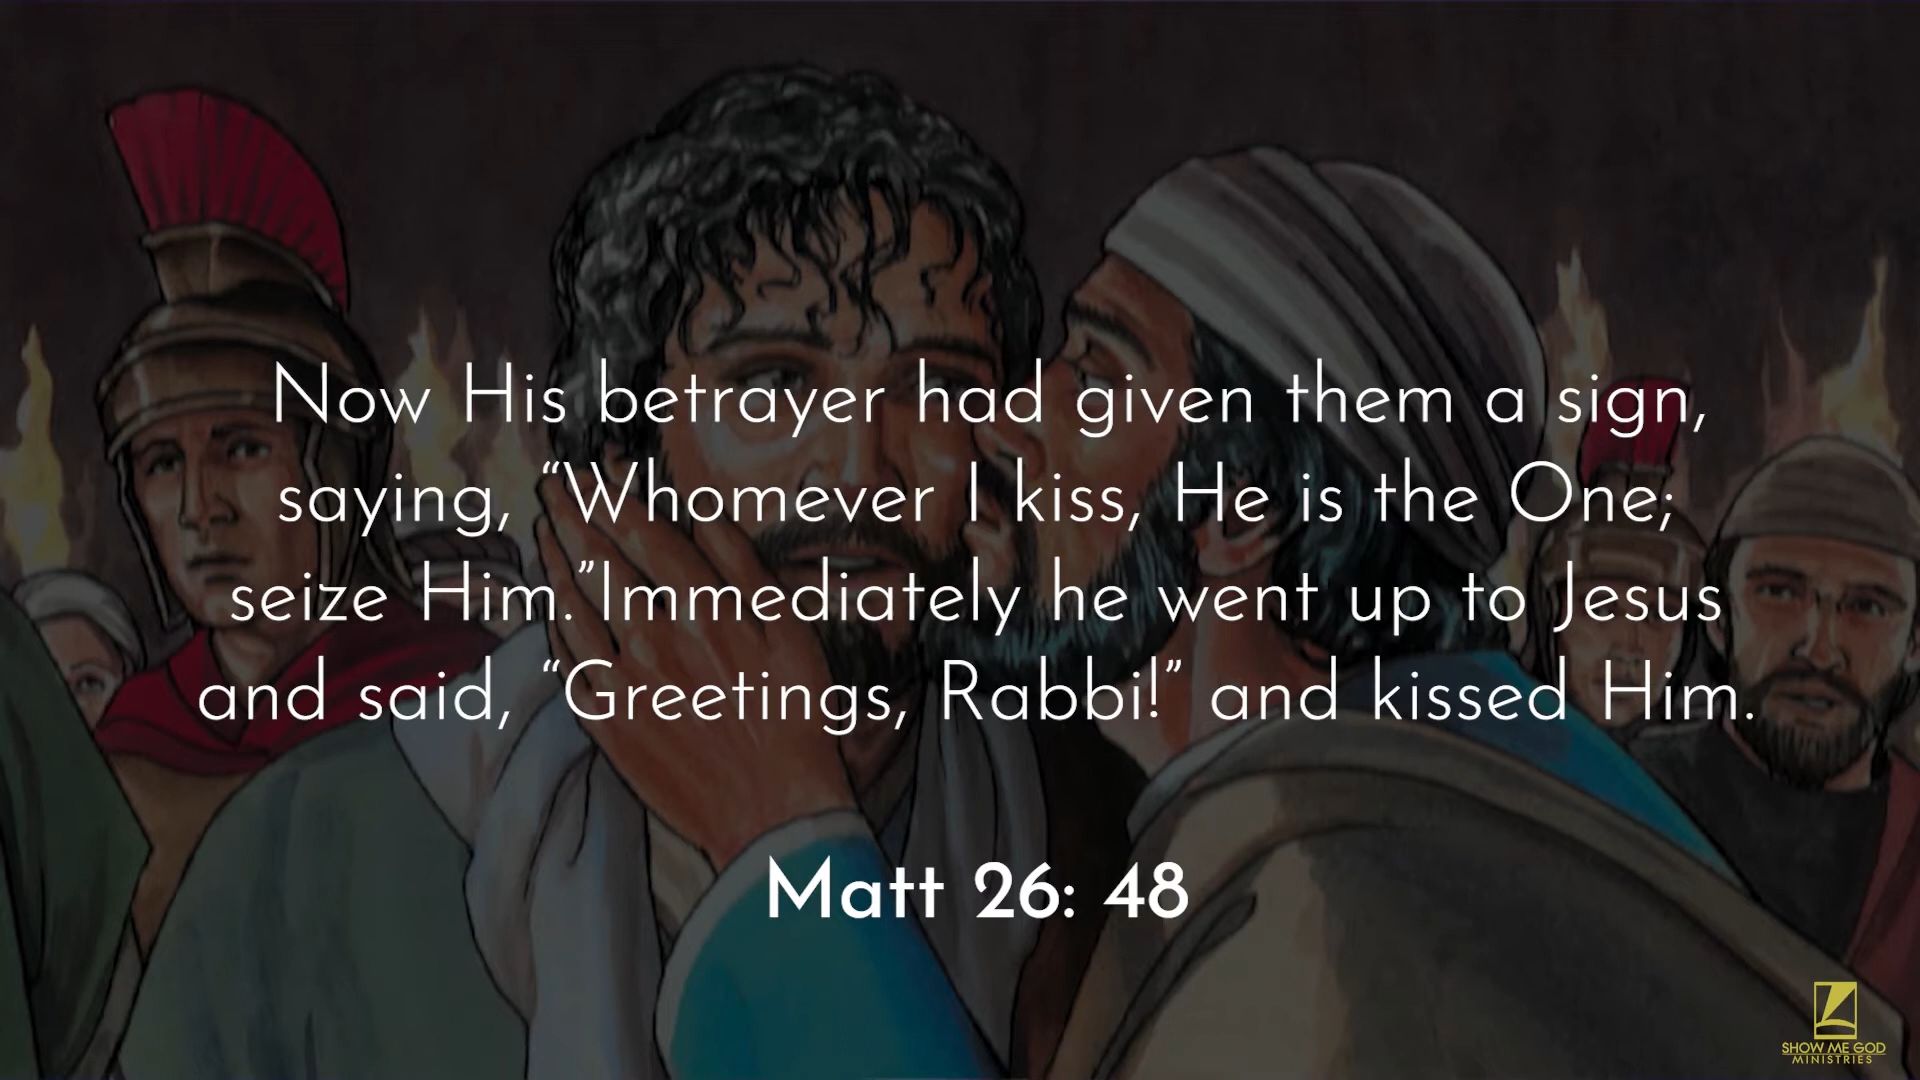 Now His betrayer had given them a sign,
saying, “Whomever I kiss, He is the One;
seize Him.”Immediately he went up to Jesus
and said, “Greetings, Rabbi!” and kissed Him.
Matt 26: 48
SHOW ME GOD
MINISTRIES